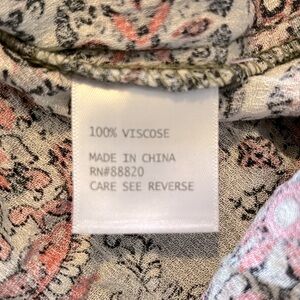 100% VISCOSE
MADE IN CHINA
RN#88820
CARE SEE REVERSE